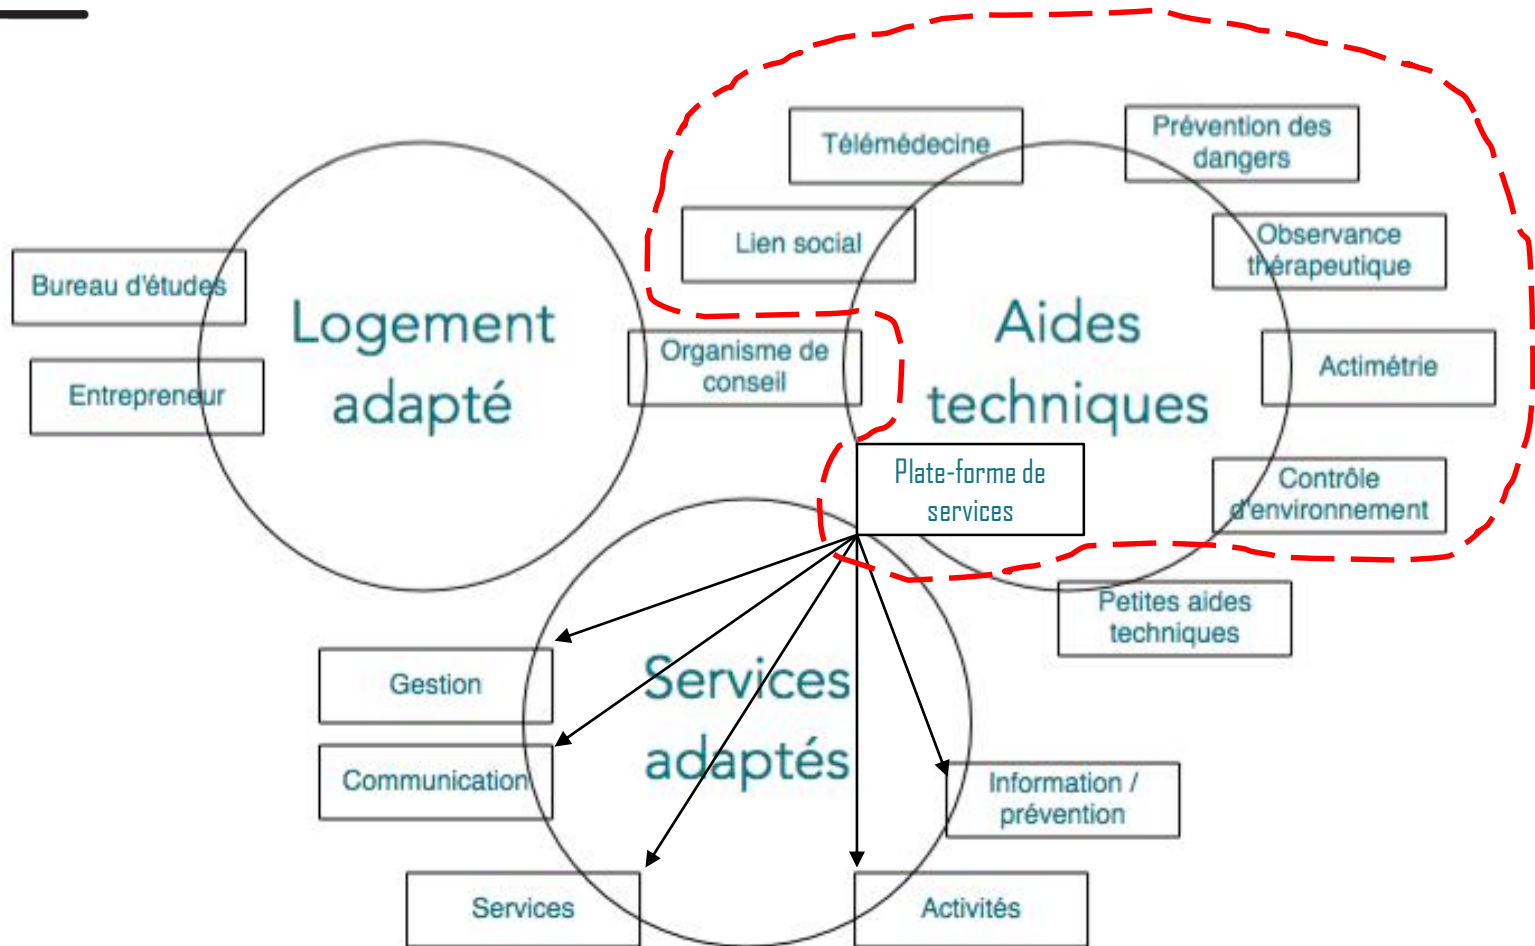 Télémédecine
Prévention des
dangers
Lien social
Observance
thérapeutique
Bureau d'études
Logement
adapté
Entrepreneur
Organisme de
conseil
Aides
techniques
Actimétrie
Plate-forme de
services
Contrôle
d'environnement
Petites aides
techniques
Gestion
Services
adaptés
Communication
Information /
prévention
Services
Activités